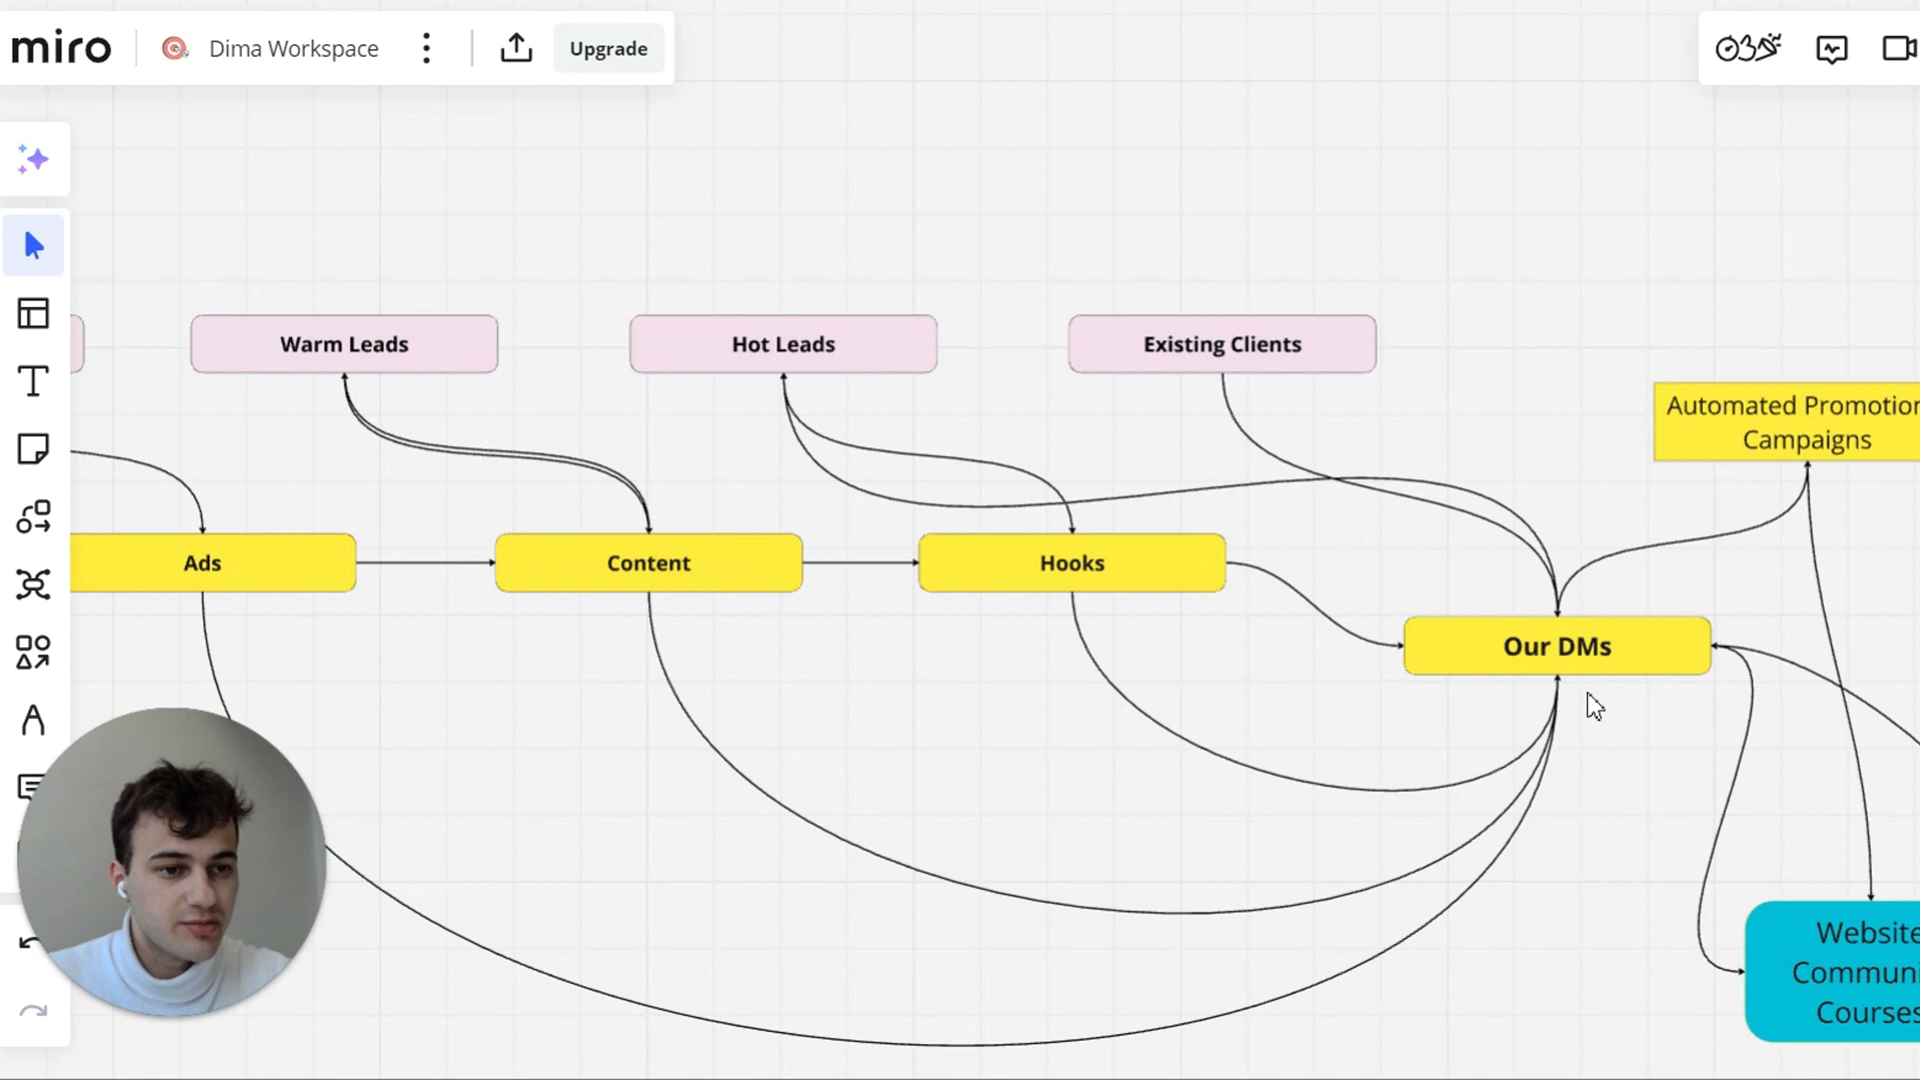 miro
Dima Workspace
Upgrade
Warm Leads
Hot Leads
Existing Clients
Automated Promotion
Campaigns
Ads
Content
Hooks
Our DMs
Website
Communi
Courses